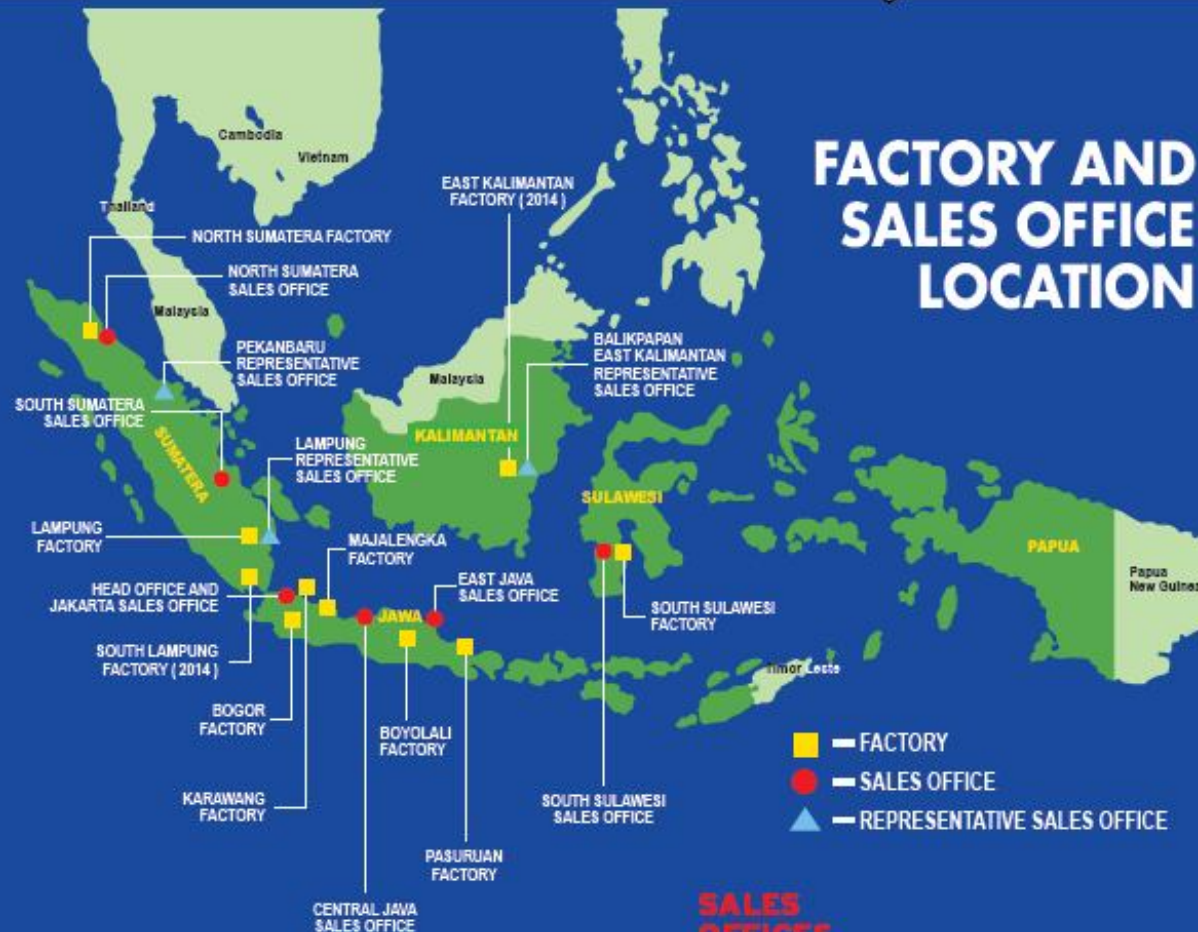 FACTORY AND
SALES OFFICE
LOCATION
Cambodia
Vietnam
Thailand
EAST KALIMANTAN
FACTORY ( 2014 )
NORTH SUMATERA FACTORY
NORTH SUMATERA
SALES OFFICE
Malaysia
PEKANBARU
REPRESENTATIVE
SALES OFFICE
BALIKPAPAN
EAST KALIMANTAN
REPRESENTATIVE
SALES OFFICE
Malaysia
SOUTH SUMATERA
SALES OFFICE
SUMATERA
KALIMANTAN
LAMPUNG
REPRESENTATIVE
SALES OFFICE
SULAWESI
LAMPUNG
FACTORY
MAJALENGKA
FACTORY
PAPUA
Papua
New Guinea
HEAD OFFICE AND
JAKARTA SALES OFFICE
EAST JAVA
SALES OFFICE
JAWA
SOUTH SULAWESI
FACTORY
SOUTH LAMPUNG
FACTORY ( 2014 )
Timor Leste
BOGOR
FACTORY
BOYOLALI
FACTORY
FACTORY
SALES OFFICE
REPRESENTATIVE SALES OFFICE
KARAWANG
FACTORY
SOUTH SULAWESI
SALES OFFICE
PASURUAN
FACTORY
CENTRAL JAVA
SALES OFFICE
SALES
OFFICES